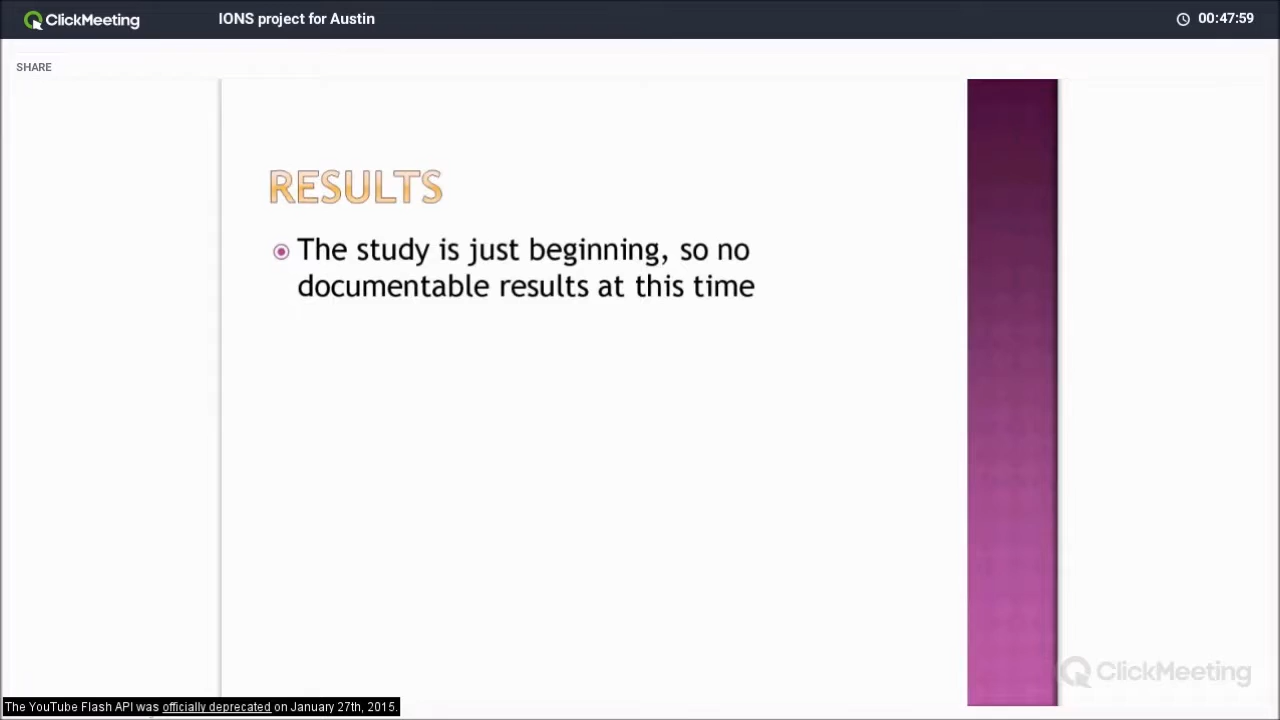 ClickMeeting
IONS project for Austin
00:47:59
SHARE
RESULTS
The study is just beginning, so no
documentable results at this time
ClickMeeting
The YouTube Flash API was officially deprecated on January 27th, 2015.